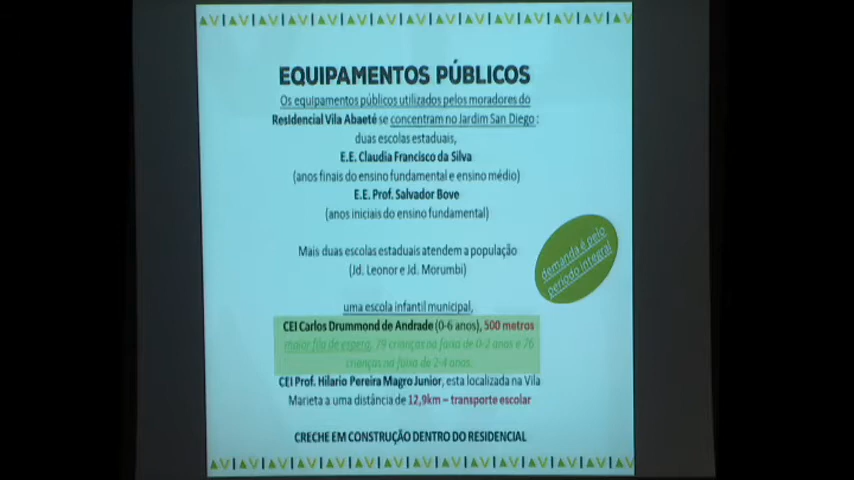 EQUIPAMENTOS PÚBLICOS
Os equipamentos públicos utilizados pelos moradores do
Residencial Vila Abaeté se concentram no Jardim San Diego:
duas escolas estaduais,
E.E. Claudia Francisco da Silva
(anos finais do ensino fundamental e ensino médio)
E.E. Prof. Salvador Bove
(anos iniciais do ensino fundamental)
Mais duas escolas estaduais atendem a população
(Jd. Leonor e Jd. Morumbi)
demanda é pelo
período integral
uma escola infantil municipal,
CEI Carlos Drummond de Andrade (0-6 anos), 500 metros
maior fila de espera, 79 crianças na faixa de 0-2 anos e 76
crianças na faixa de 2-4 anos.
CEI Prof. Hilario Pereira Magro Junior, esta localizada na Vila
Marieta a uma distância de 12,9km – transporte escolar
CRECHE EM CONSTRUÇÃO DENTRO DO RESIDENCIAL